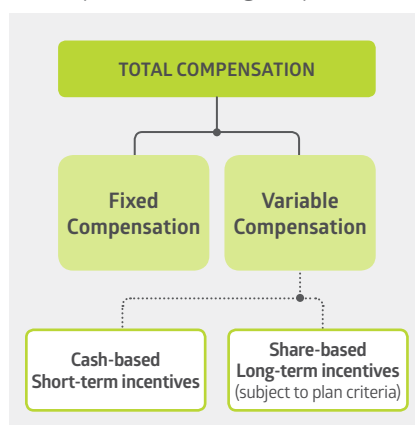 TOTAL COMPENSATION
Fixed
Compensation
Variable
Compensation
Cash-based
Short-term incentives
Share-based
Long-term incentives
(subject to plan criteria)